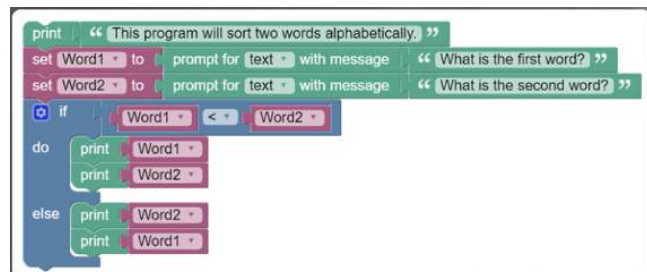 print “ This program will sort two words alphabetically. ”
set Word1 to prompt for text with message “ What is the first word? ”
set Word2 to prompt for text with message “ What is the second word? ”
if Word1 < Word2
do print Word1
print Word2
else print Word2
print Word1